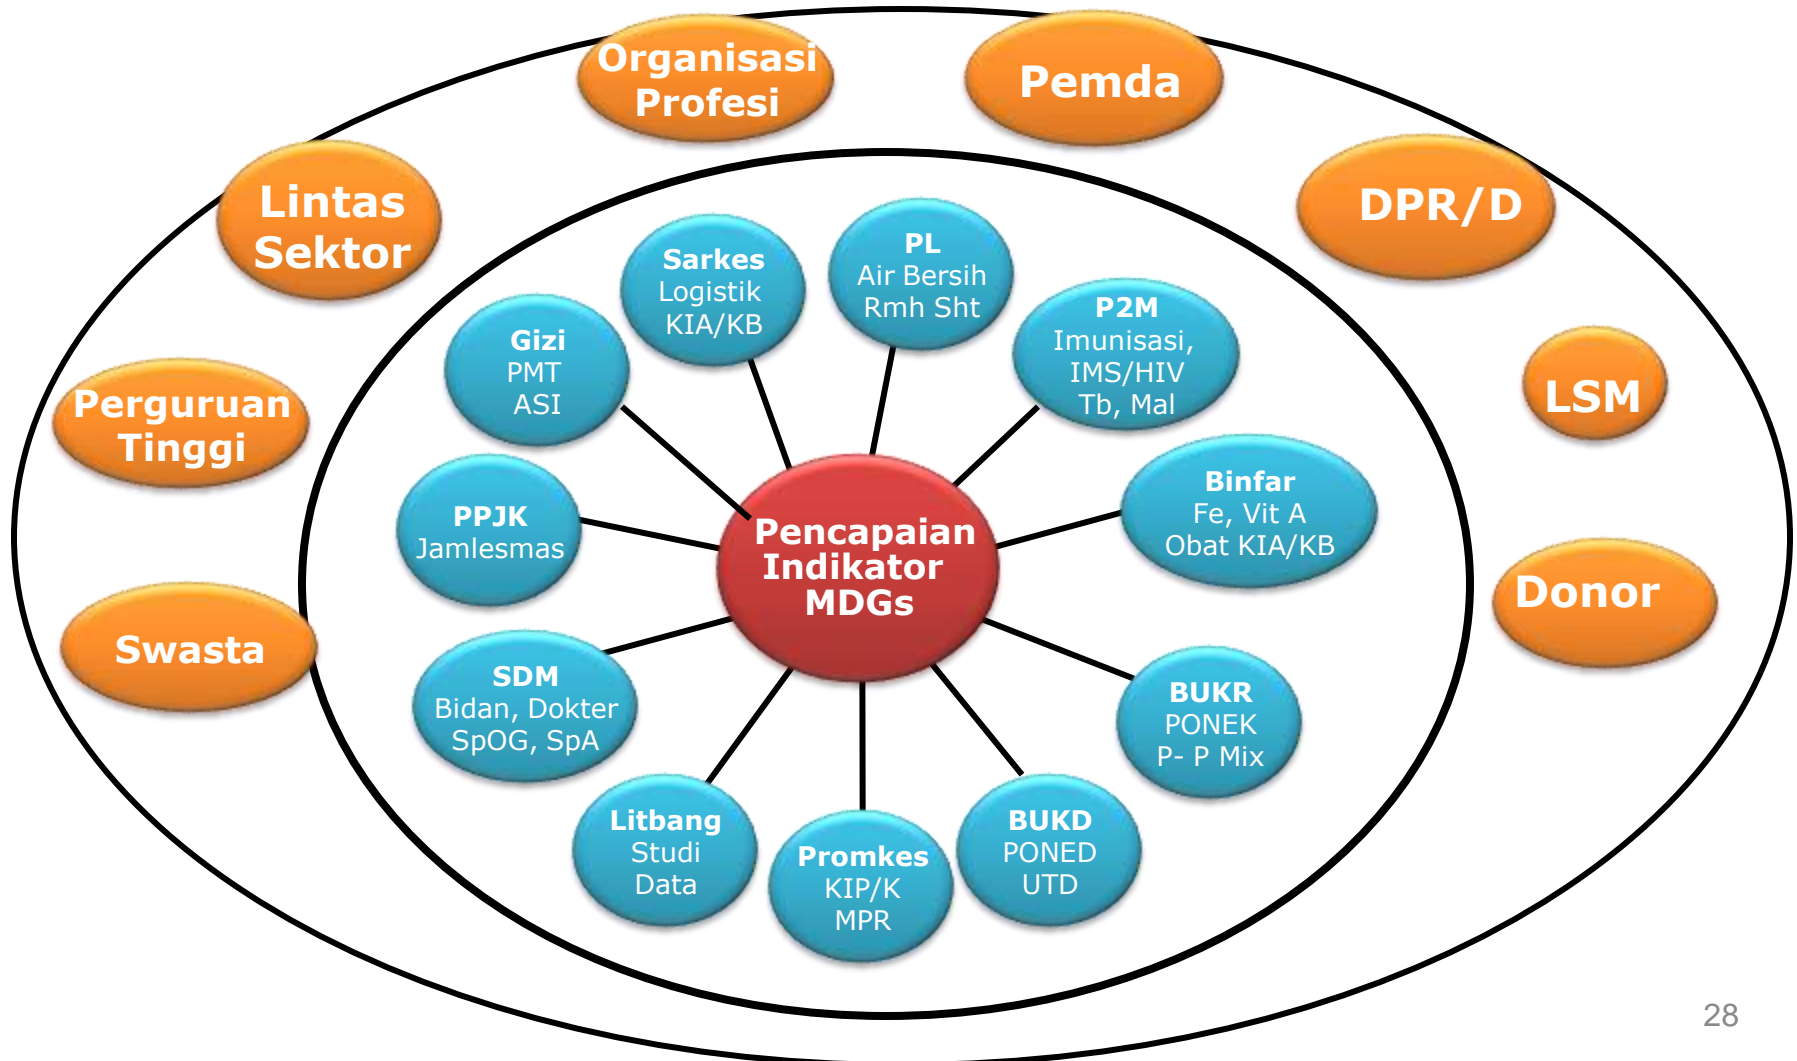 Organisasi
Profesi
Pemda
Lintas
Sektor
DPR/D
Perguruan
Tinggi
LSM
Swasta
Donor
Sarkes
Logistik
KIA/KB
PL
Air Bersih
Rmh Sht
P2M
Imunisasi,
IMS/HIV
Tb, Mal
Gizi
PMT
ASI
Binfar
Fe, Vit A
Obat KIA/KB
PPJK
Jamlesmas
Pencapaian
Indikator
MDGs
SDM
Bidan, Dokter
SpOG, SpA
BUKR
PONEK
P- P Mix
Litbang
Studi
Data
Promkes
KIP/K
MPR
BUKD
PONED
UTD
28